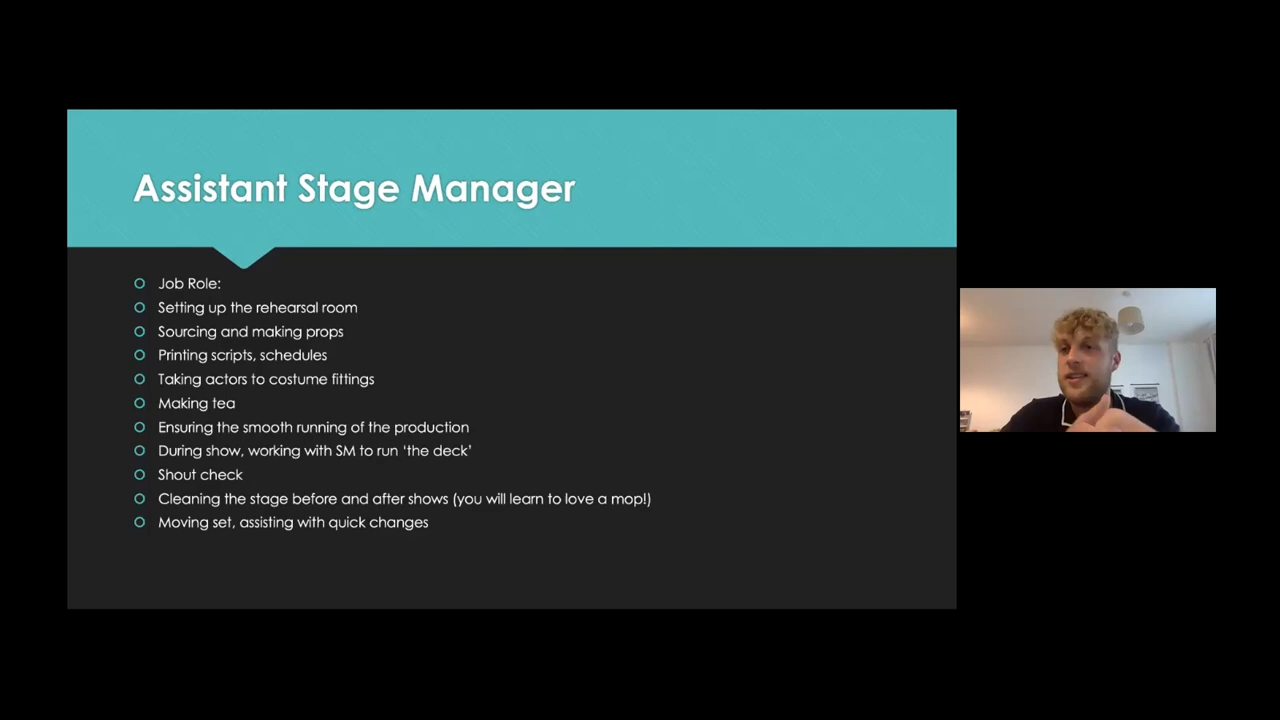 Assistant Stage Manager
Job Role:
Setting up the rehearsal room
Sourcing and making props
Printing scripts, schedules
Taking actors to costume fittings
Making tea
Ensuring the smooth running of the production
During show, working with SM to run ‘the deck’
Shout check
Cleaning the stage before and after shows (you will learn to love a mop!)
Moving set, assisting with quick changes